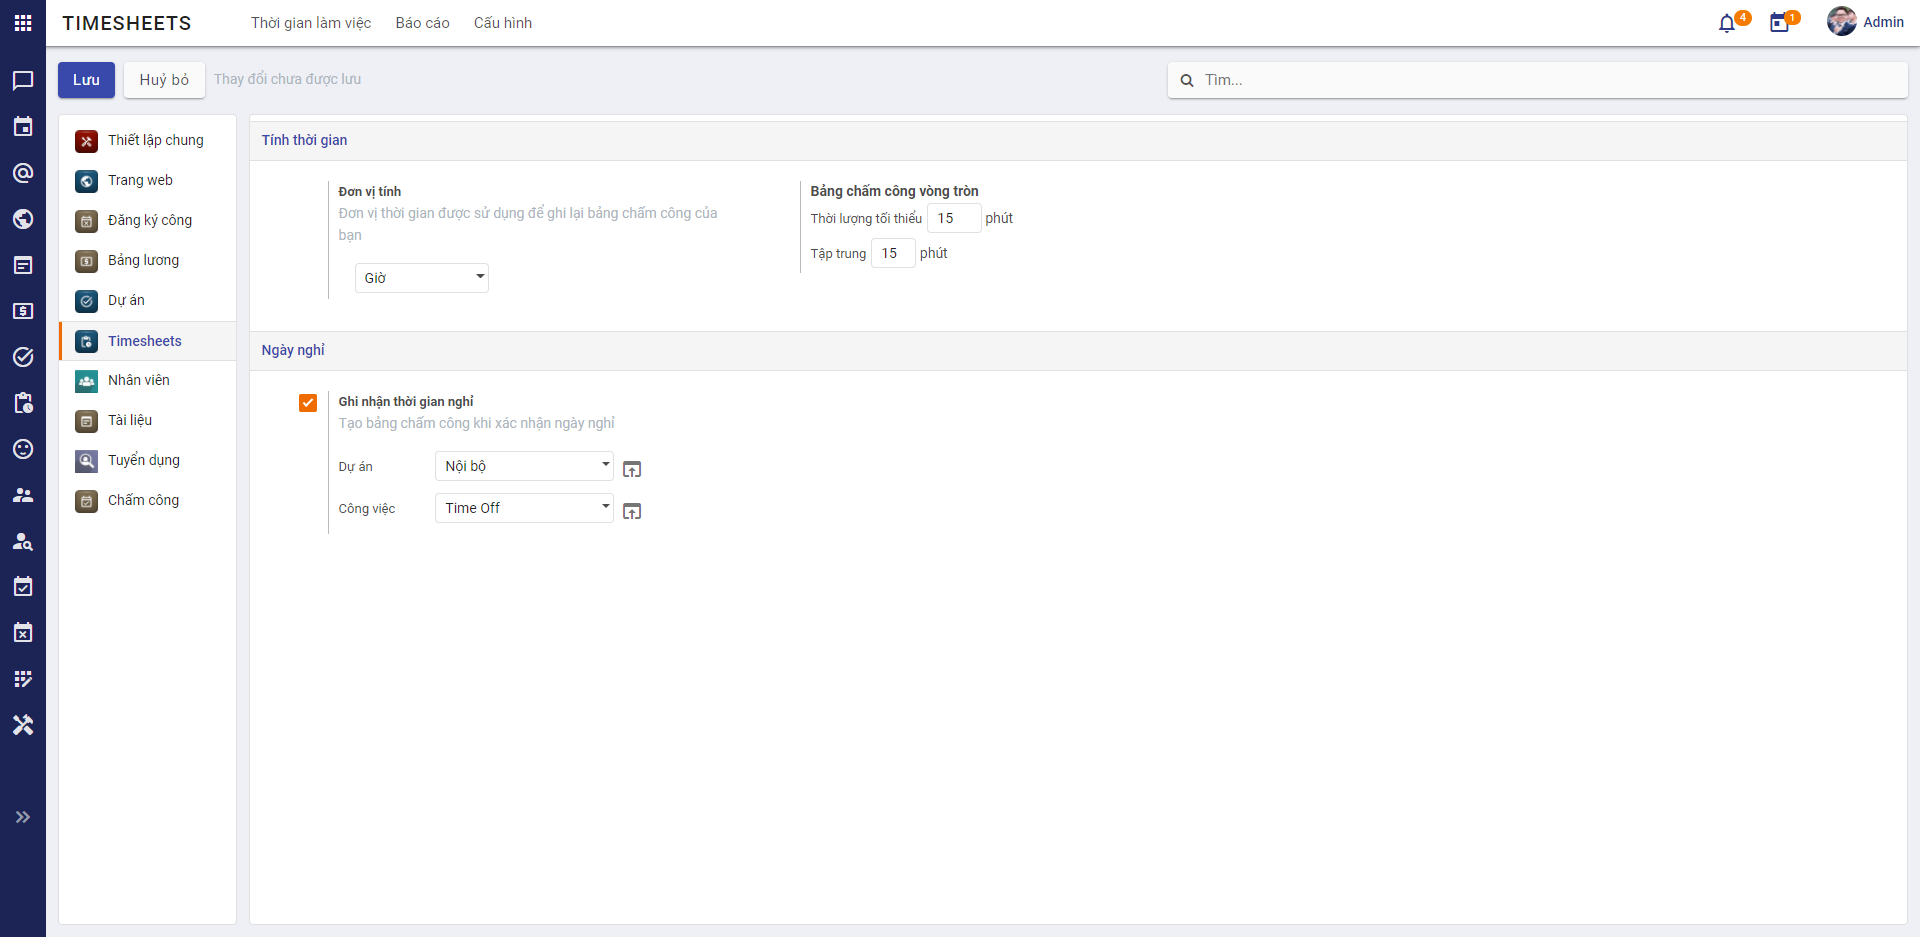 TIMESHEETS
Thời gian làm việc
Báo cáo
Cấu hình
4
1
Admin
Lưu
Huỷ bỏ
Thay đổi chưa được lưu
Tìm...
Thiết lập chung
Trang web
Đăng ký công
Bảng lương
Dự án
Timesheets
Nhân viên
Tài liệu
Tuyển dụng
Chấm công
Tính thời gian
Đơn vị tính
Đơn vị thời gian được sử dụng để ghi lại bảng chấm công của
bạn
Giờ
Bảng chấm công vòng tròn
Thời lượng tối thiểu 15 phút
Tập trung 15 phút
Ngày nghỉ
Ghi nhận thời gian nghỉ
Tạo bảng chấm công khi xác nhận ngày nghỉ
Dự án Nội bộ
Công việc Time Off